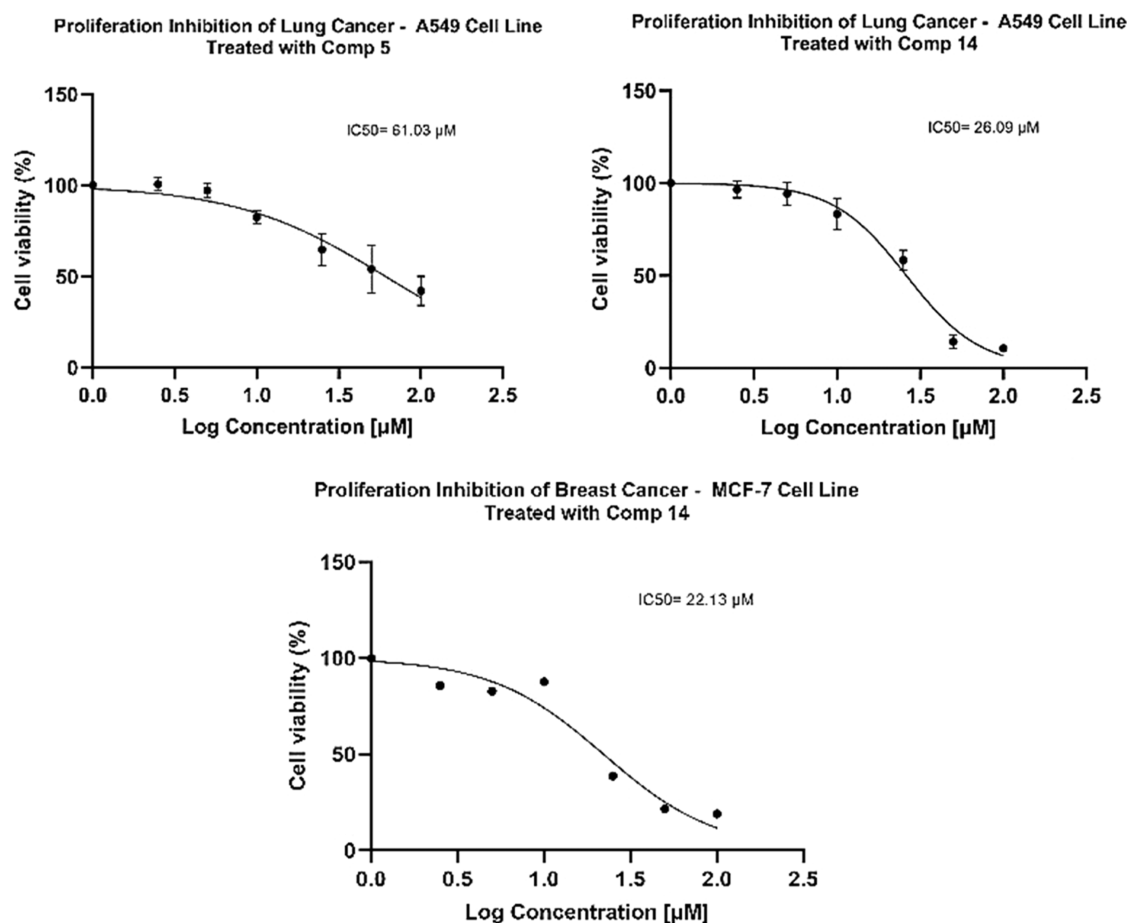 Proliferation Inhibition of Lung Cancer - A549 Cell Line
Treated with Comp 5
150
100
50
0
Cell viability (%)
IC50= 61.03 µM
0.0 0.5 1.0 1.5 2.0 2.5
Log Concentration [µM]
Proliferation Inhibition of Lung Cancer - A549 Cell Line
Treated with Comp 14
150
100
50
0
Cell viability (%)
IC50= 26.09 µM
0.0 0.5 1.0 1.5 2.0 2.5
Log Concentration [µM]
Proliferation Inhibition of Breast Cancer - MCF-7 Cell Line
Treated with Comp 14
150
100
50
0
Cell viability (%)
IC50= 22.13 µM
0.0 0.5 1.0 1.5 2.0 2.5
Log Concentration [µM]